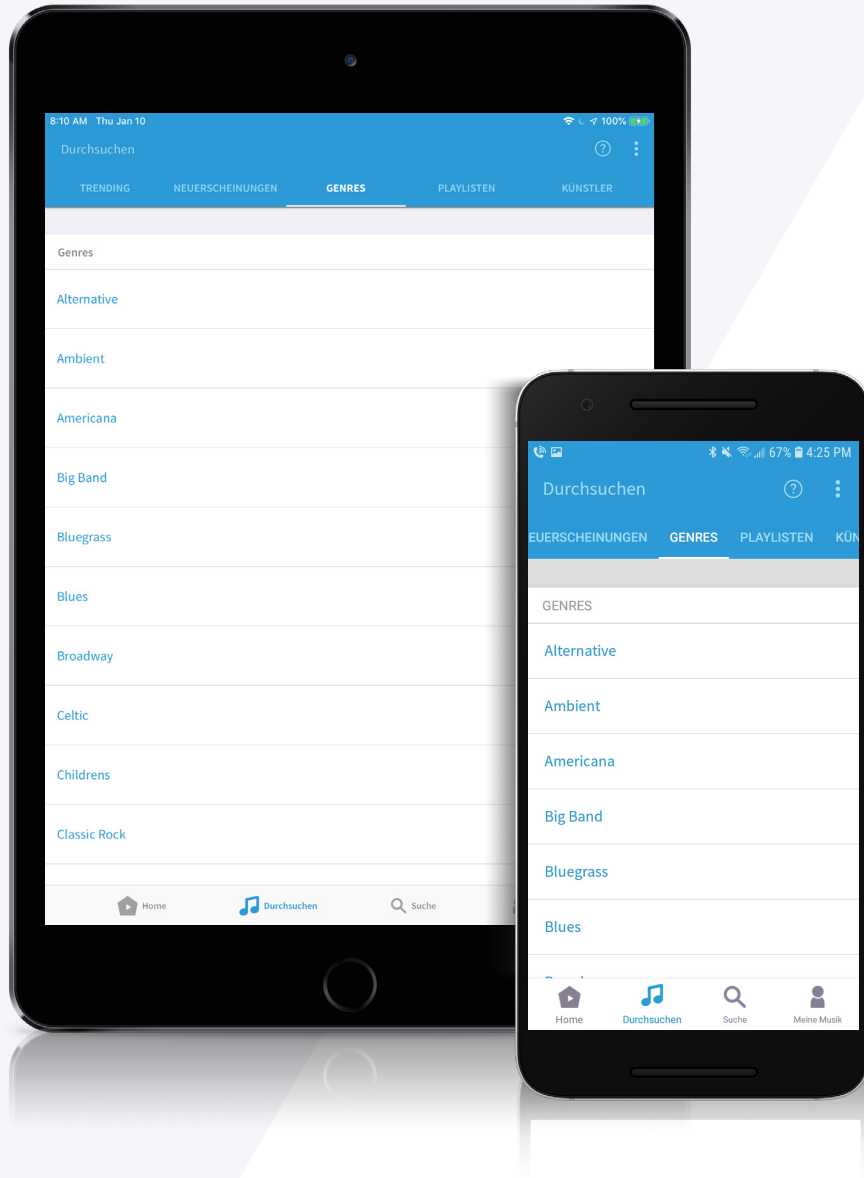 8:10 AM Thu Jan 10 100%
Durchsuchen
TRENDING NEUERSCHEINUNGEN GENRES PLAYLISTEN KÜNSTLER
Genres
Alternative
Ambient
Americana
Big Band
Bluegrass
Blues
Broadway
Celtic
Childrens
Classic Rock
Home Durchsuchen Suche
67% 4:25 PM
Durchsuchen
EUERSCHEINUNGEN GENRES PLAYLISTEN KÜN
GENRES
Alternative
Ambient
Americana
Big Band
Bluegrass
Blues
Home Durchsuchen Suche Meine Musik